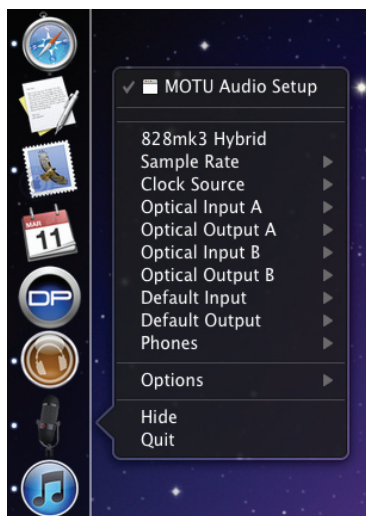 MOTU Audio Setup
828mk3 Hybrid
Sample Rate
Clock Source
Optical Input A
Optical Output A
Optical Input B
Optical Output B
Default Input
Default Output
Phones
Options
Hide
Quit
MAR
11
DP